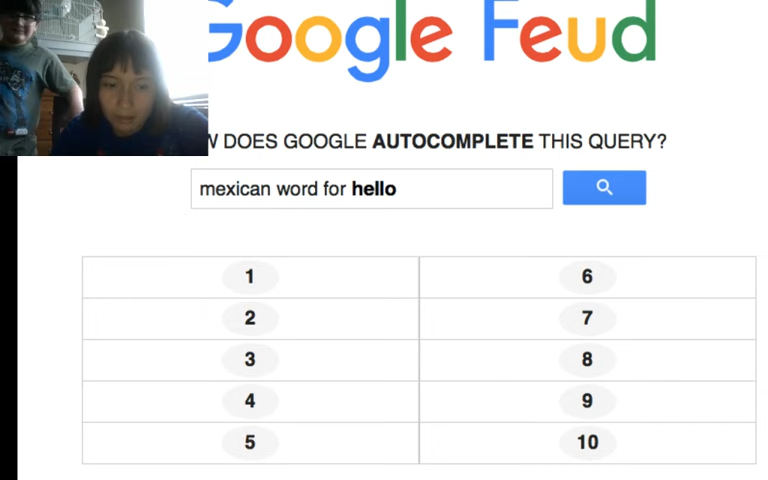 Google Feud
W DOES GOOGLE AUTOCOMPLETE THIS QUERY?
mexican word for hello
1 6
2 7
3 8
4 9
5 10